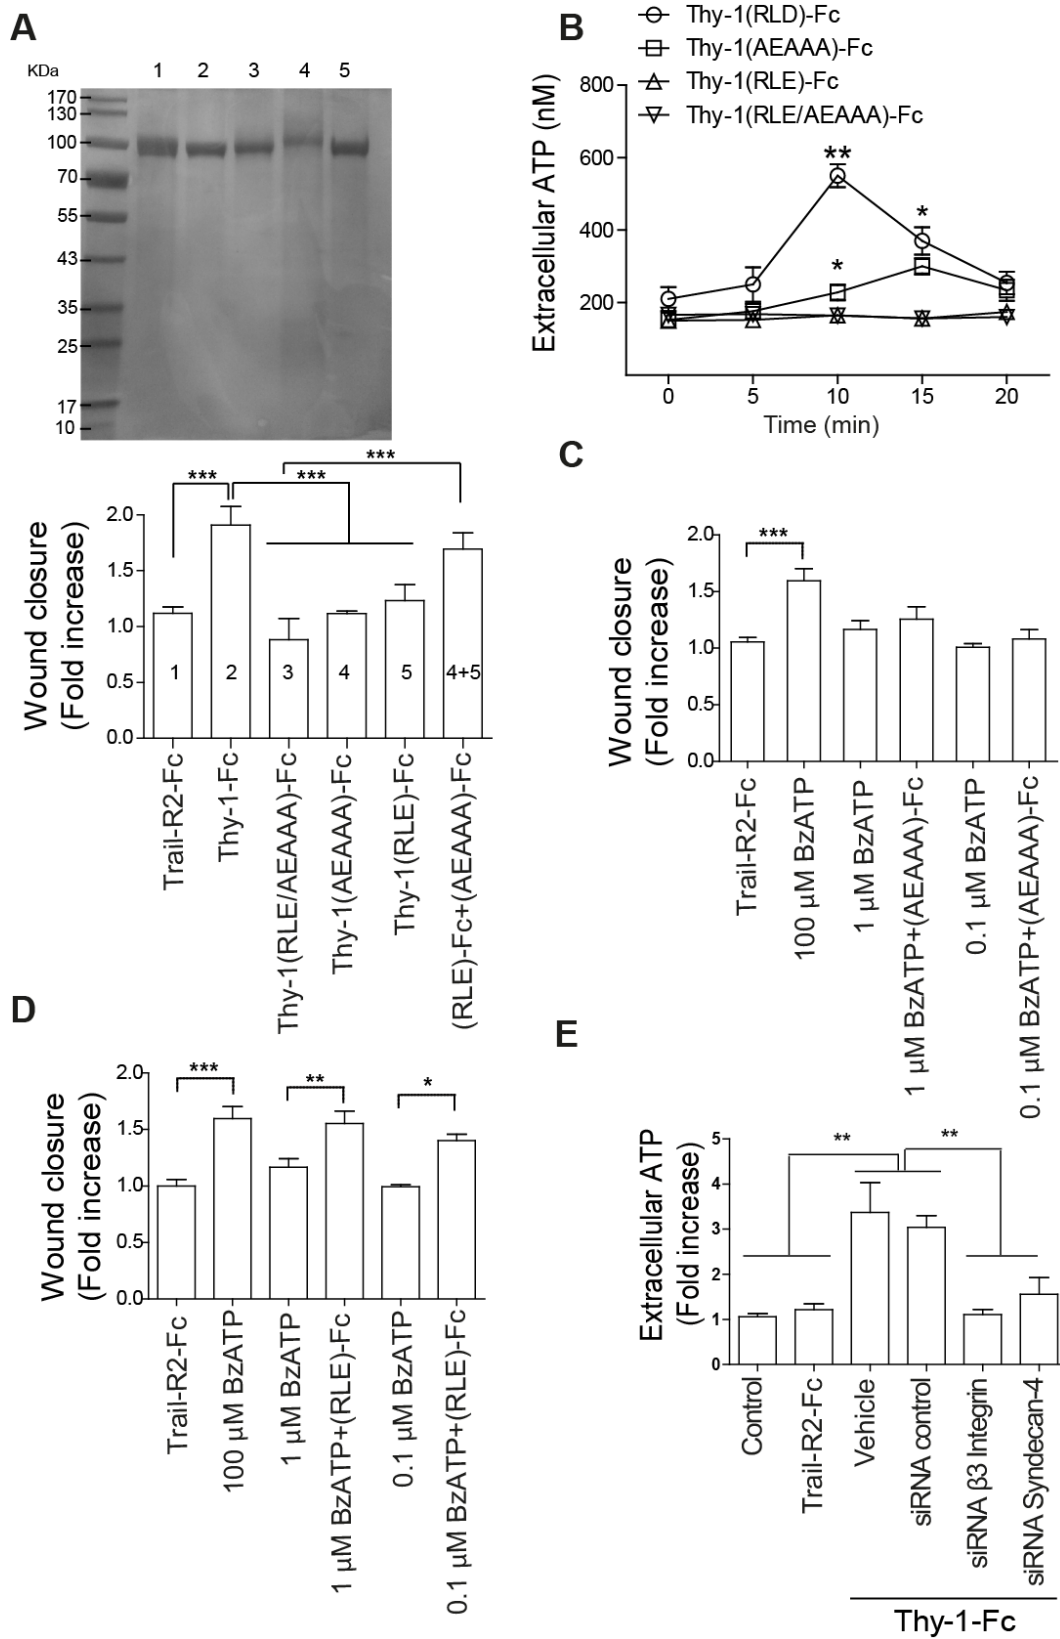 A
KDa
1 2 3 4 5
170
130
100
70
55
43
35
25
17
10
Wound closure
(Fold increase)
2.0
1.5
1.0
0.5
0.0
*** *** ***
1 2 3 4 5 4+5
Trail-R2-Fc
Thy-1-Fc
Thy-1(RLE/AEAAA)-Fc
Thy-1(AEAAA)-Fc
Thy-1(RLE)-Fc
(RLE)-Fc+(AEAAA)-Fc
B
Thy-1(RLD)-Fc
Thy-1(AEAAA)-Fc
Thy-1(RLE)-Fc
Thy-1(RLE/AEAAA)-Fc
Extracellular ATP (nM)
800
600
400
200
**
*
*
0 5 10 15 20
Time (min)
C
Wound closure
(Fold increase)
2.0
1.5
1.0
0.5
0.0
***
Trail-R2-Fc
100 µM BzATP
1 µM BzATP
1 µM BzATP+(AEAAA)-Fc
0.1 µM BzATP
0.1 µM BzATP+(AEAAA)-Fc
D
Wound closure
(Fold increase)
2.0
1.5
1.0
0.5
0.0
*** ** *
Trail-R2-Fc
100 µM BzATP
1 µM BzATP
1 µM BzATP+(RLE)-Fc
0.1 µM BzATP
0.1 µM BzATP+(RLE)-Fc
E
Extracellular ATP
(Fold increase)
5
4
3
2
1
0
** **
Control
Trail-R2-Fc
Vehicle
siRNA control
siRNA β3 Integrin
siRNA Syndecan-4
Thy-1-Fc